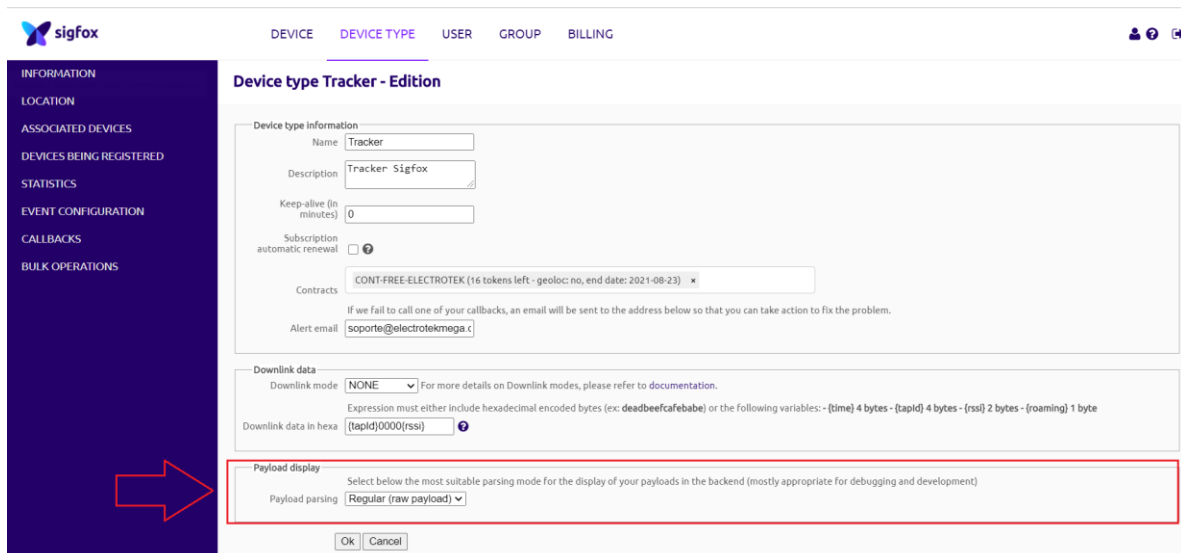 sigfox
DEVICE DEVICE TYPE USER GROUP BILLING
INFORMATION
LOCATION
ASSOCIATED DEVICES
DEVICES BEING REGISTERED
STATISTICS
EVENT CONFIGURATION
CALLBACKS
BULK OPERATIONS
Device type Tracker - Edition
Device type information
Name Tracker
Description Tracker Sigfox
Keep-alive (in
minutes) 0
Subscription
automatic renewal
Contracts CONT-FREE-ELECTROTEK (16 tokens left - geoloc: no, end date: 2021-08-23) ×
If we fail to call one of your callbacks, an email will be sent to the address below so that you can take action to fix the problem.
Alert email soporte@electrotekmega.c
Downlink data
Downlink mode NONE For more details on Downlink modes, please refer to documentation.
Expression must either include hexadecimal encoded bytes (ex: deadbeefcafebabe) or the following variables: - {time} 4 bytes - {tapId} 4 bytes - {rssi} 2 bytes - {roaming} 1 byte
Downlink data in hexa {tapId}0000{rssi}
Payload display
Select below the most suitable parsing mode for the display of your payloads in the backend (mostly appropriate for debugging and development)
Payload parsing Regular (raw payload)
Ok Cancel